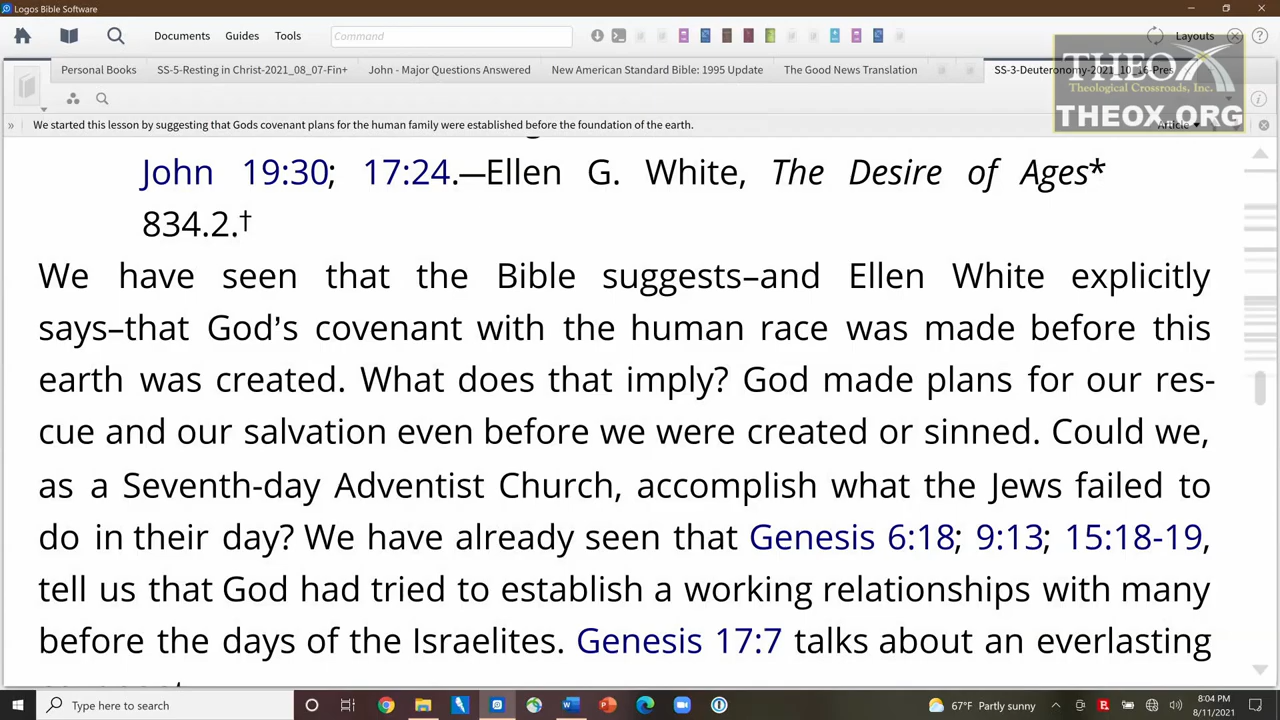 Logos Bible Software
Documents Guides Tools Command Layouts
Personal Books SS-5-Resting in Christ-2021_08_07-Fin+ New American Standard Bible: 1995 Update The Good News Translation SS-3-Deuteronomy-2021_10_16-Pres
THEOX
Theological Crossroads, Inc.
THEOX.ORG
Article
We started this lesson by suggesting that Gods covenant plans for the human family were established before the foundation of the earth.
John 19:30; 17:24.—Ellen G. White, The Desire of Ages*
834.2.†
We have seen that the Bible suggests–and Ellen White explicitly
says–that God’s covenant with the human race was made before this
earth was created. What does that imply? God made plans for our res-
cue and our salvation even before we were created or sinned. Could we,
as a Seventh-day Adventist Church, accomplish what the Jews failed to
do in their day? We have already seen that Genesis 6:18; 9:13; 15:18-19,
tell us that God had tried to establish a working relationships with many
before the days of the Israelites. Genesis 17:7 talks about an everlasting
Type here to search
67°F Partly sunny
8:04 PM
8/11/2021